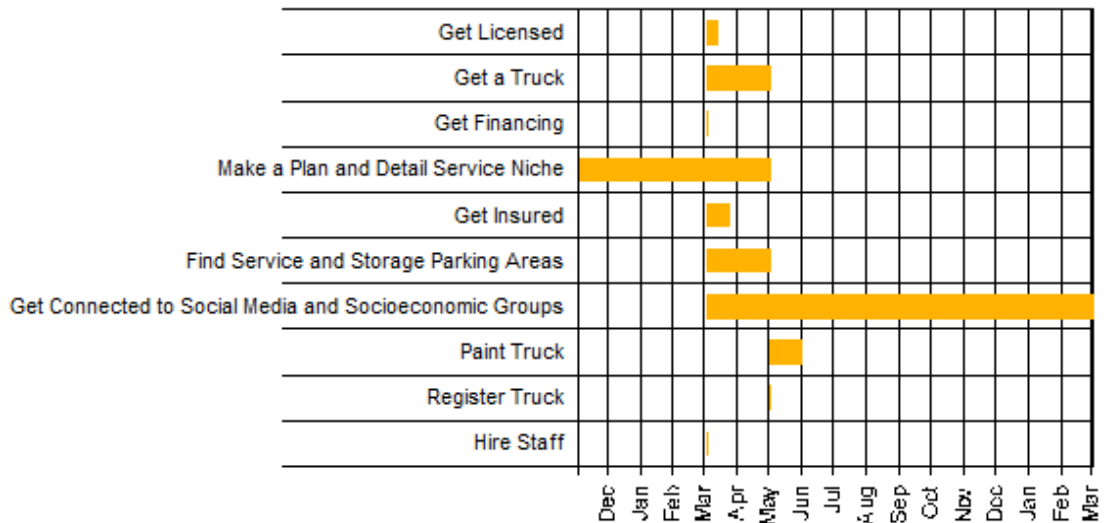 Get Licensed
Get a Truck
Get Financing
Make a Plan and Detail Service Niche
Get Insured
Find Service and Storage Parking Areas
Get Connected to Social Media and Socioeconomic Groups
Paint Truck
Register Truck
Hire Staff
Dec
Jan
Feb
Mar
Apr
May
Jun
Jul
Aug
Sep
Oct
Nov
Dec
Jan
Feb
Mar